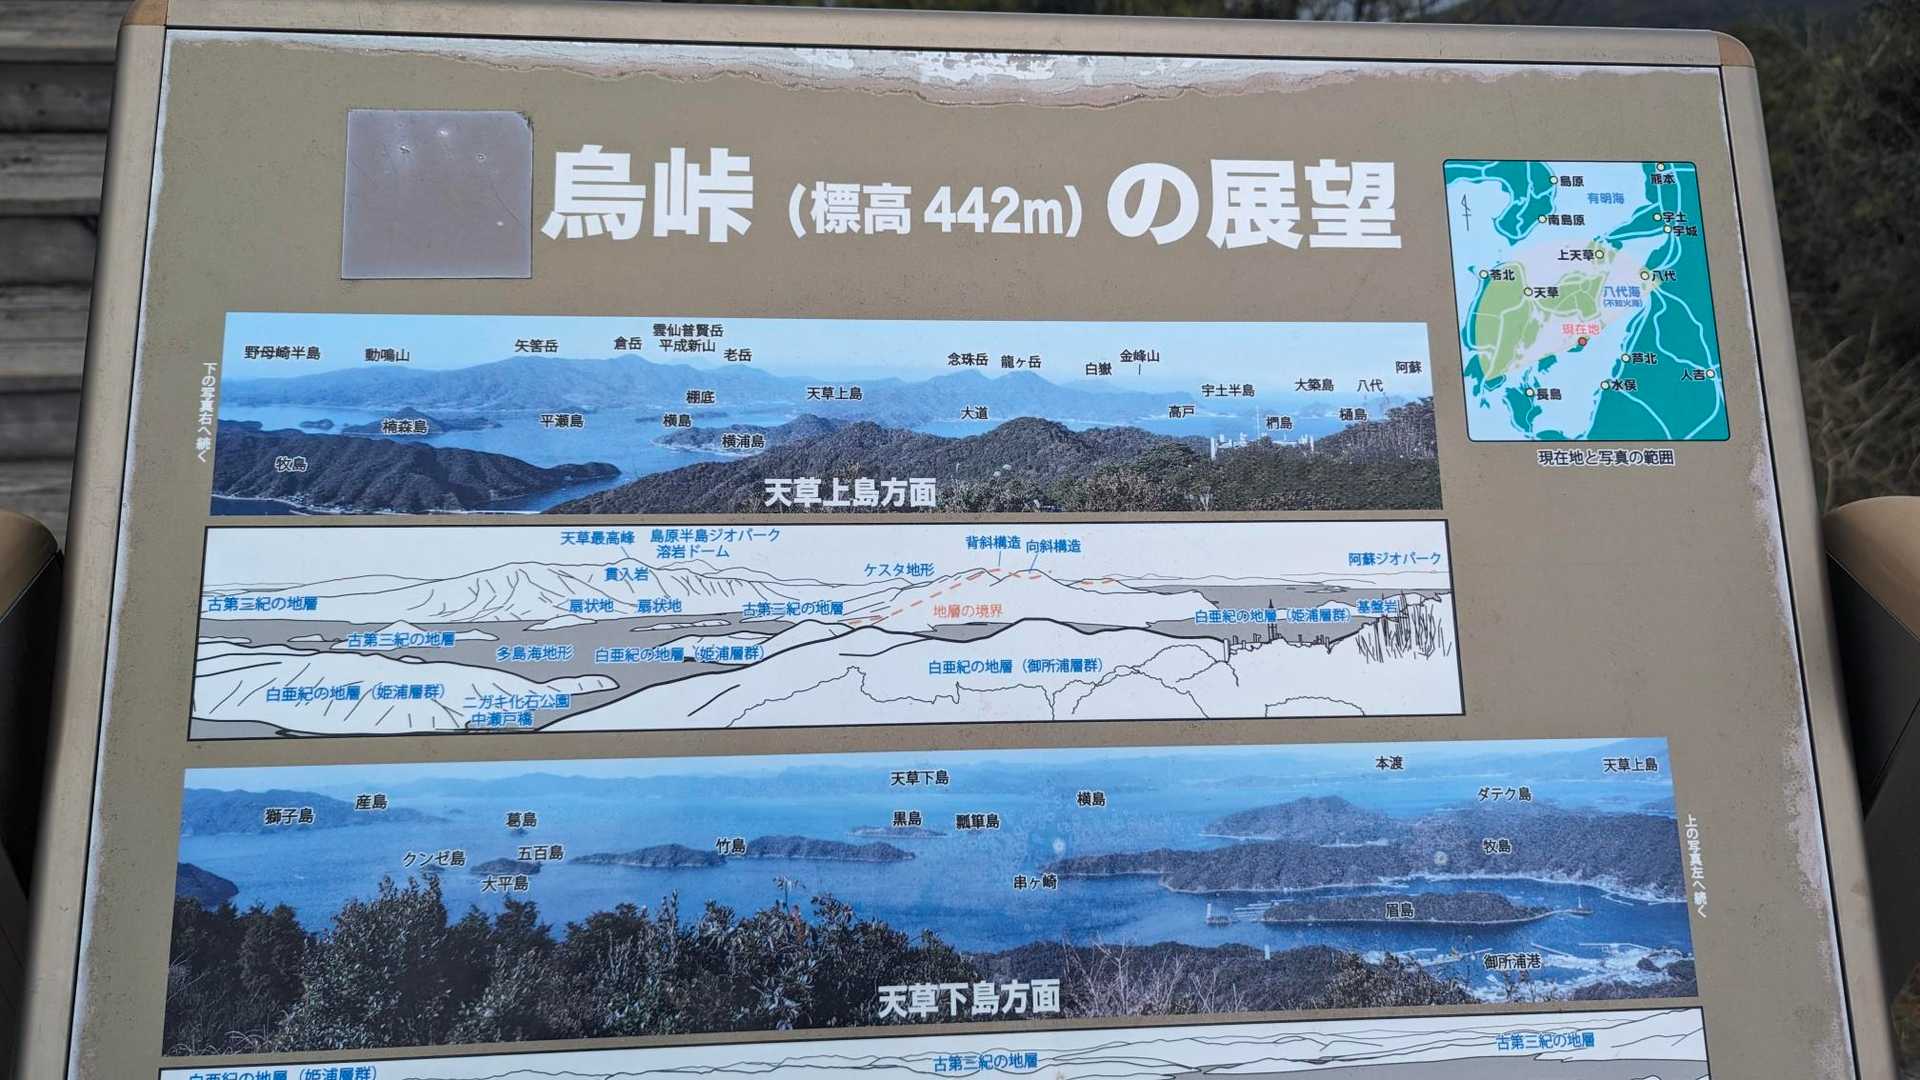 烏峠（標高442m）の展望
島原
熊本
有明海
南島原
宇土
宇城
上天草
苓北
八代
天草
八代海
(不知火海)
現在地
芦北
人吉
水俣
長島
現在地と写真の範囲
下の写真右へ続く
雲仙普賢岳
平成新山
野母崎半島
動鳴山
矢筈岳
倉岳
老岳
念珠岳
龍ヶ岳
白嶽
金峰山
阿蘇
棚底
天草上島
宇土半島
大築島
八代
楠森島
平瀬島
横島
大道
高戸
椚島
樋島
横浦島
牧島
天草上島方面
天草最高峰
島原半島ジオパーク
溶岩ドーム
背斜構造
向斜構造
阿蘇ジオパーク
貫入岩
ケスタ地形
古第三紀の地層
扇状地
扇状地
古第三紀の地層
地層の境界
白亜紀の地層（姫浦層群）
基盤岩
古第三紀の地層
多島海地形
白亜紀の地層（姫浦層群）
白亜紀の地層（御所浦層群）
白亜紀の地層（姫浦層群）
ニガキ化石公園
中瀬戸橋
天草下島
本渡
天草上島
獅子島
産島
葛島
黒島
瓢箪島
横島
ダテク島
クンゼ島
五百島
竹島
牧島
大平島
串ヶ崎
眉島
御所浦港
上の写真左へ続く
天草下島方面
古第三紀の地層
古第三紀の地層
白亜紀の地層（姫浦層群）